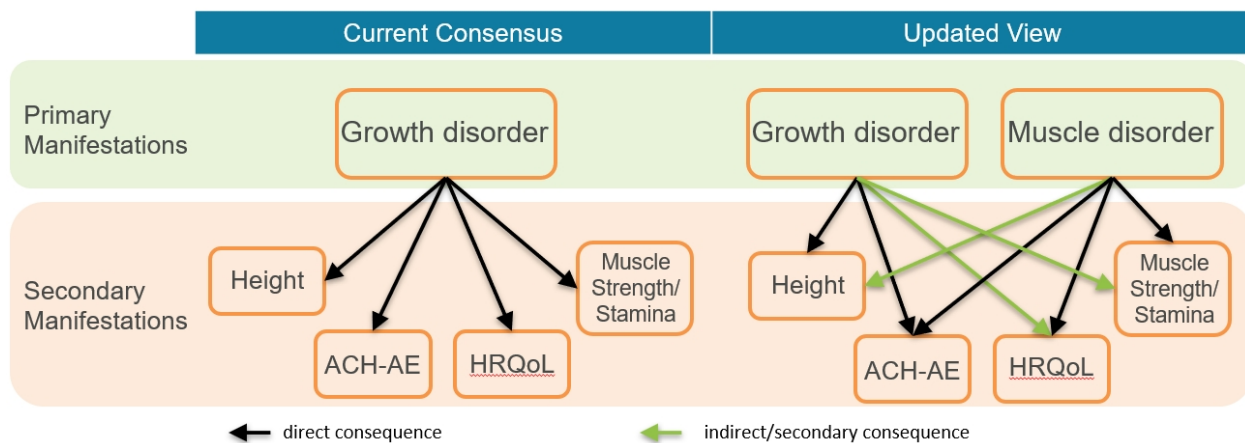 Current Consensus
Updated View
Primary
Manifestations
Growth disorder
Growth disorder
Muscle disorder
Secondary
Manifestations
Height
ACH-AE
HRQoL
Muscle
Strength/
Stamina
Height
ACH-AE
HRQoL
Muscle
Strength/
Stamina
direct consequence
indirect/secondary consequence